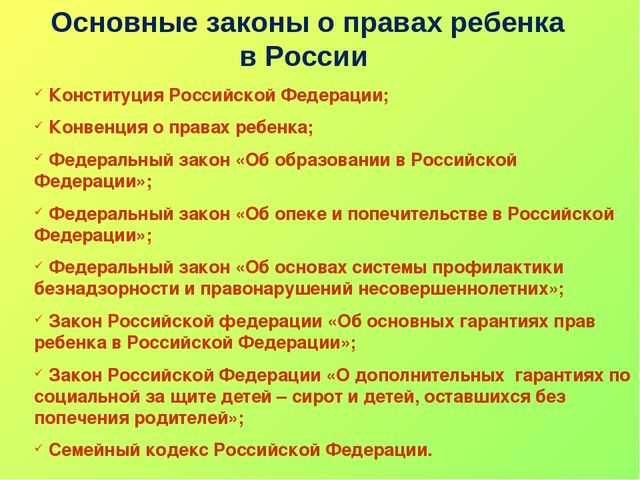 Основные законы о правах ребенка
в России
✓ Конституция Российской Федерации;
✓ Конвенция о правах ребенка;
✓ Федеральный закон «Об образовании в Российской
Федерации»;
✓ Федеральный закон «Об опеке и попечительстве в Российской
Федерации»;
✓ Федеральный закон «Об основах системы профилактики
безнадзорности и правонарушений несовершеннолетних»;
✓ Закон Российской федерации «Об основных гарантиях прав
ребенка в Российской Федерации»;
✓ Закон Российской Федерации «О дополнительных  гарантиях по
социальной за щите детей – сирот и детей, оставшихся без
попечения родителей»;
✓ Семейный кодекс Российской Федерации.